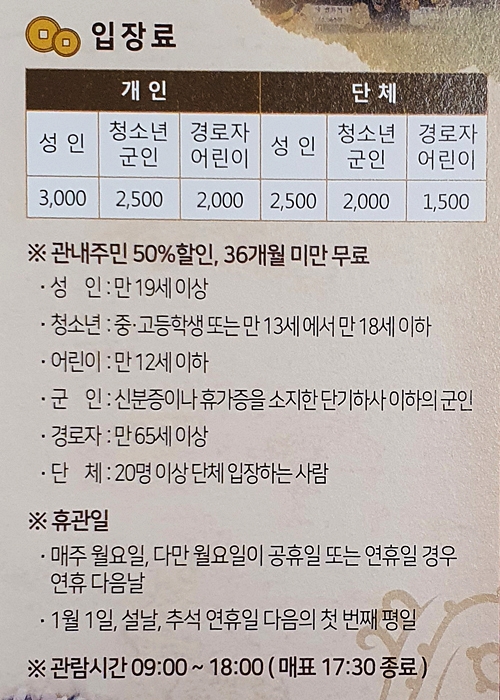 입장료
개 인 단 체
성 인 청소년 군인 경로자 어린이 성 인 청소년 군인 경로자 어린이
3,000 2,500 2,000 2,500 2,000 1,500
※ 관내주민 50%할인, 36개월 미만 무료
· 성 인 : 만 19세 이상
· 청소년 : 중·고등학생 또는 만 13세에서 만 18세 이하
· 어린이 : 만 12세 이하
· 군 인 : 신분증이나 휴가증을 소지한 단기하사 이하의 군인
· 경로자 : 만 65세 이상
· 단 체 : 20명 이상 단체 입장하는 사람
※ 휴관일
· 매주 월요일, 다만 월요일이 공휴일 또는 연휴일 경우
연휴 다음날
· 1월 1일, 설날, 추석 연휴일 다음의 첫 번째 평일
※ 관람시간 09:00 ~ 18:00 ( 매표 17:30 종료 )